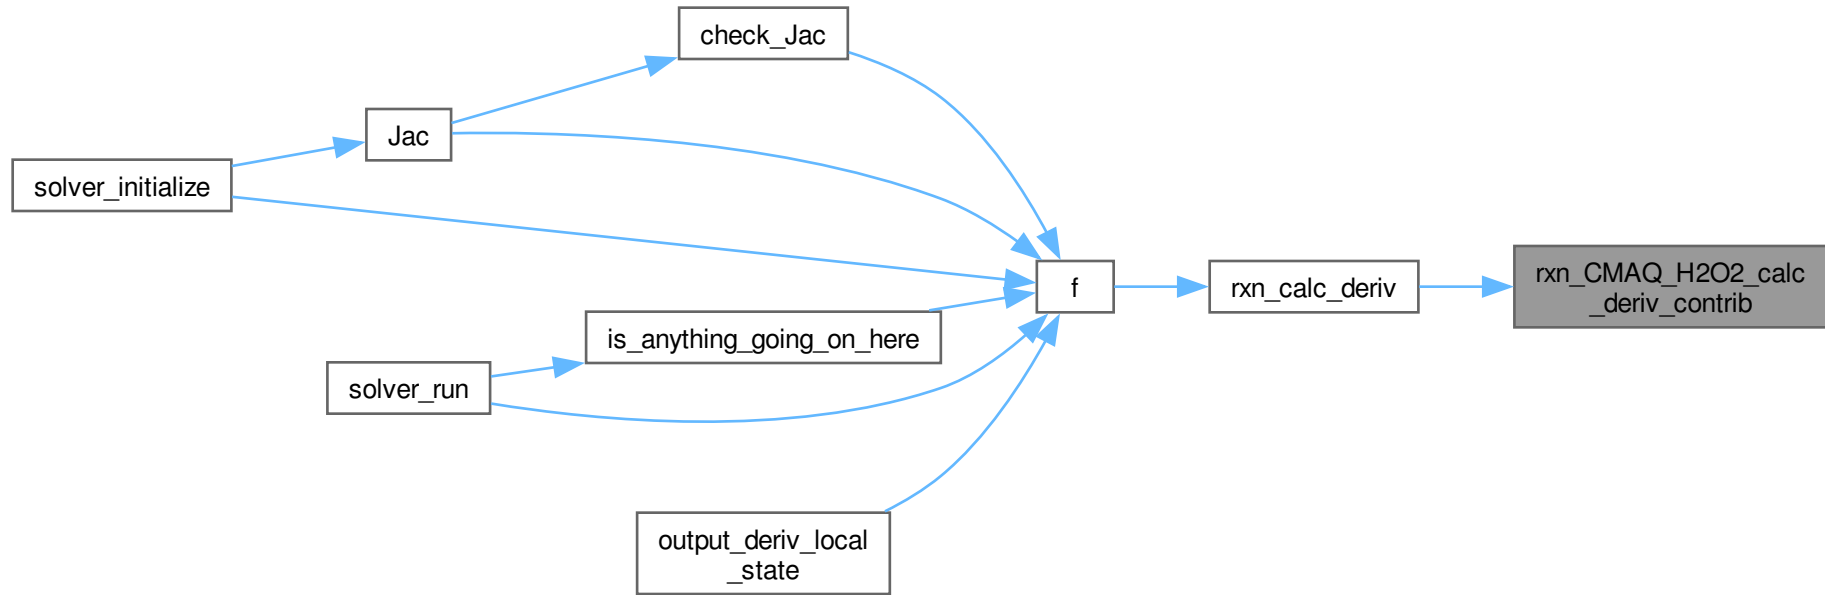 check_Jac
Jac
solver_initialize
f
rxn_calc_deriv
rxn_CMAQ_H2O2_calc
_deriv_contrib
is_anything_going_on_here
solver_run
output_deriv_local
_state